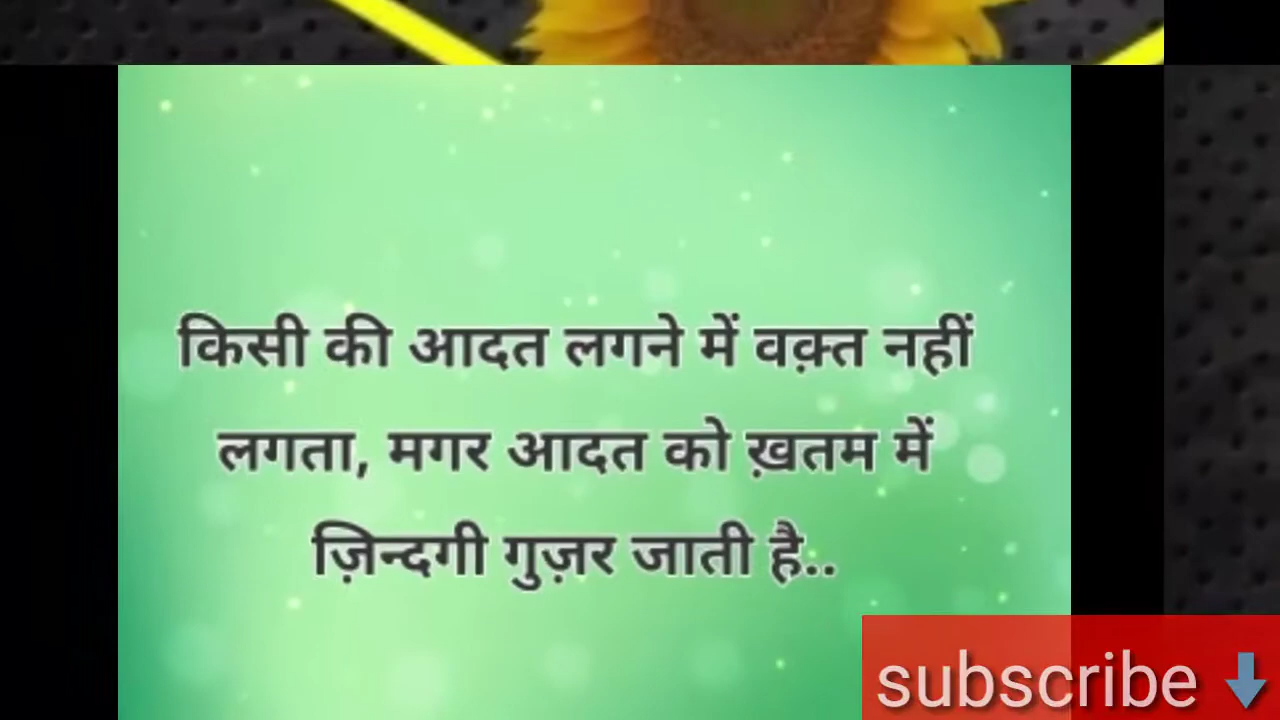 किसी की आदत लगने में वक़्त नहीं
लगता, मगर आदत को ख़तम में
ज़िन्दगी गुज़र जाती है..
subscribe